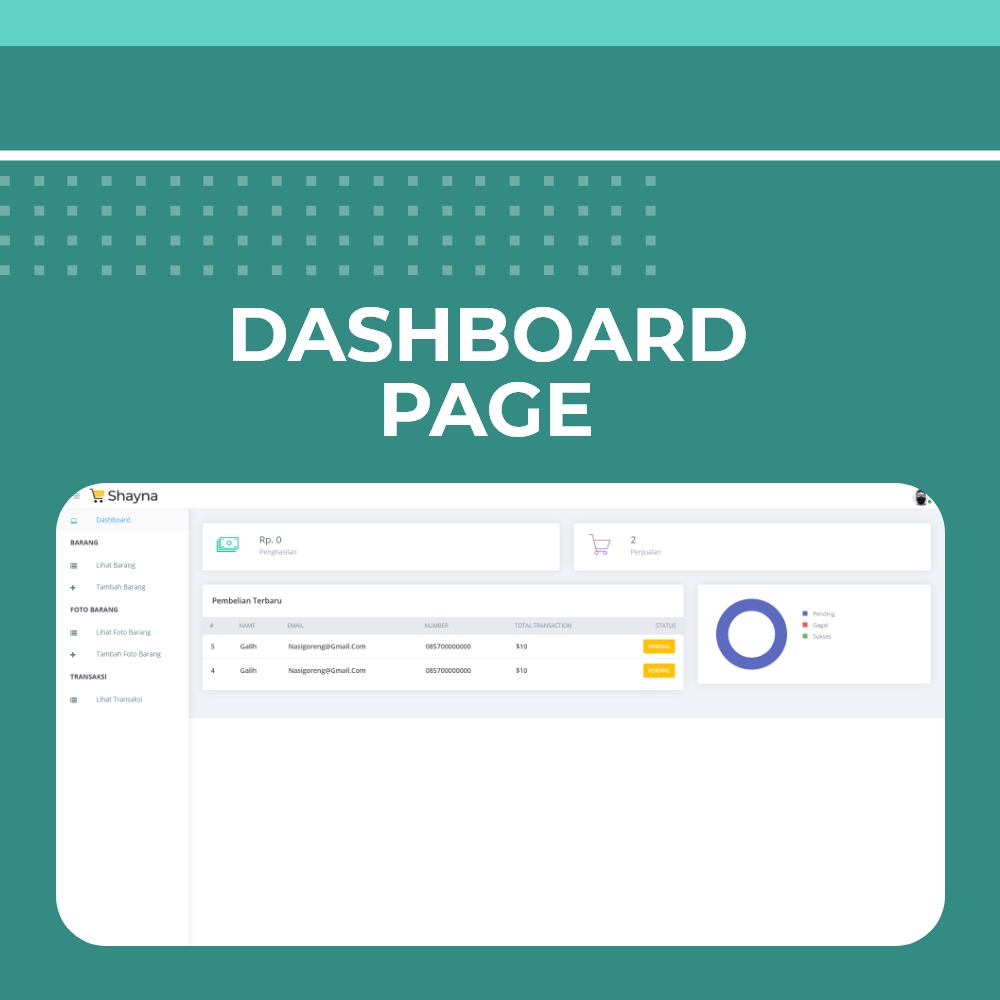 DASHBOARD
PAGE
Shayna
Dashboard
BARANG
Lihat Barang
Tambah Barang
FOTO BARANG
Lihat Foto Barang
Tambah Foto Barang
TRANSAKSI
Lihat Transaksi
Rp. 0
Penghasilan
2
Penjualan
Pembelian Terbaru
# NAME EMAIL NUMBER TOTAL TRANSACTION STATUS
5 Galih Nasigoreng@Gmail.Com 085700000000 $10 PENDING
4 Galih Nasigoreng@Gmail.Com 085700000000 $10 PENDING
Pending
Gagal
Sukses